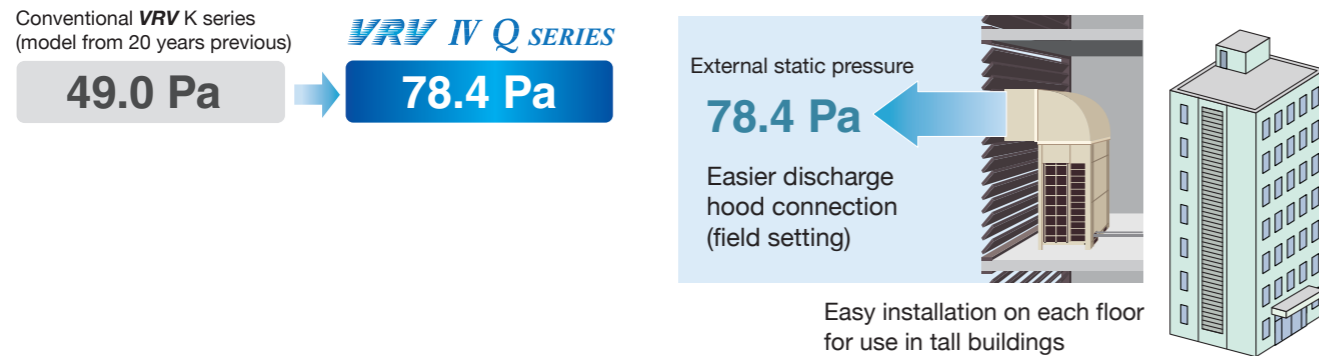 Conventional VRV K series
(model from 20 years previous)
49.0 Pa
VRV IV Q SERIES
78.4 Pa
External static pressure
78.4 Pa
Easier discharge
hood connection
(field setting)
Easy installation on each floor
for use in tall buildings